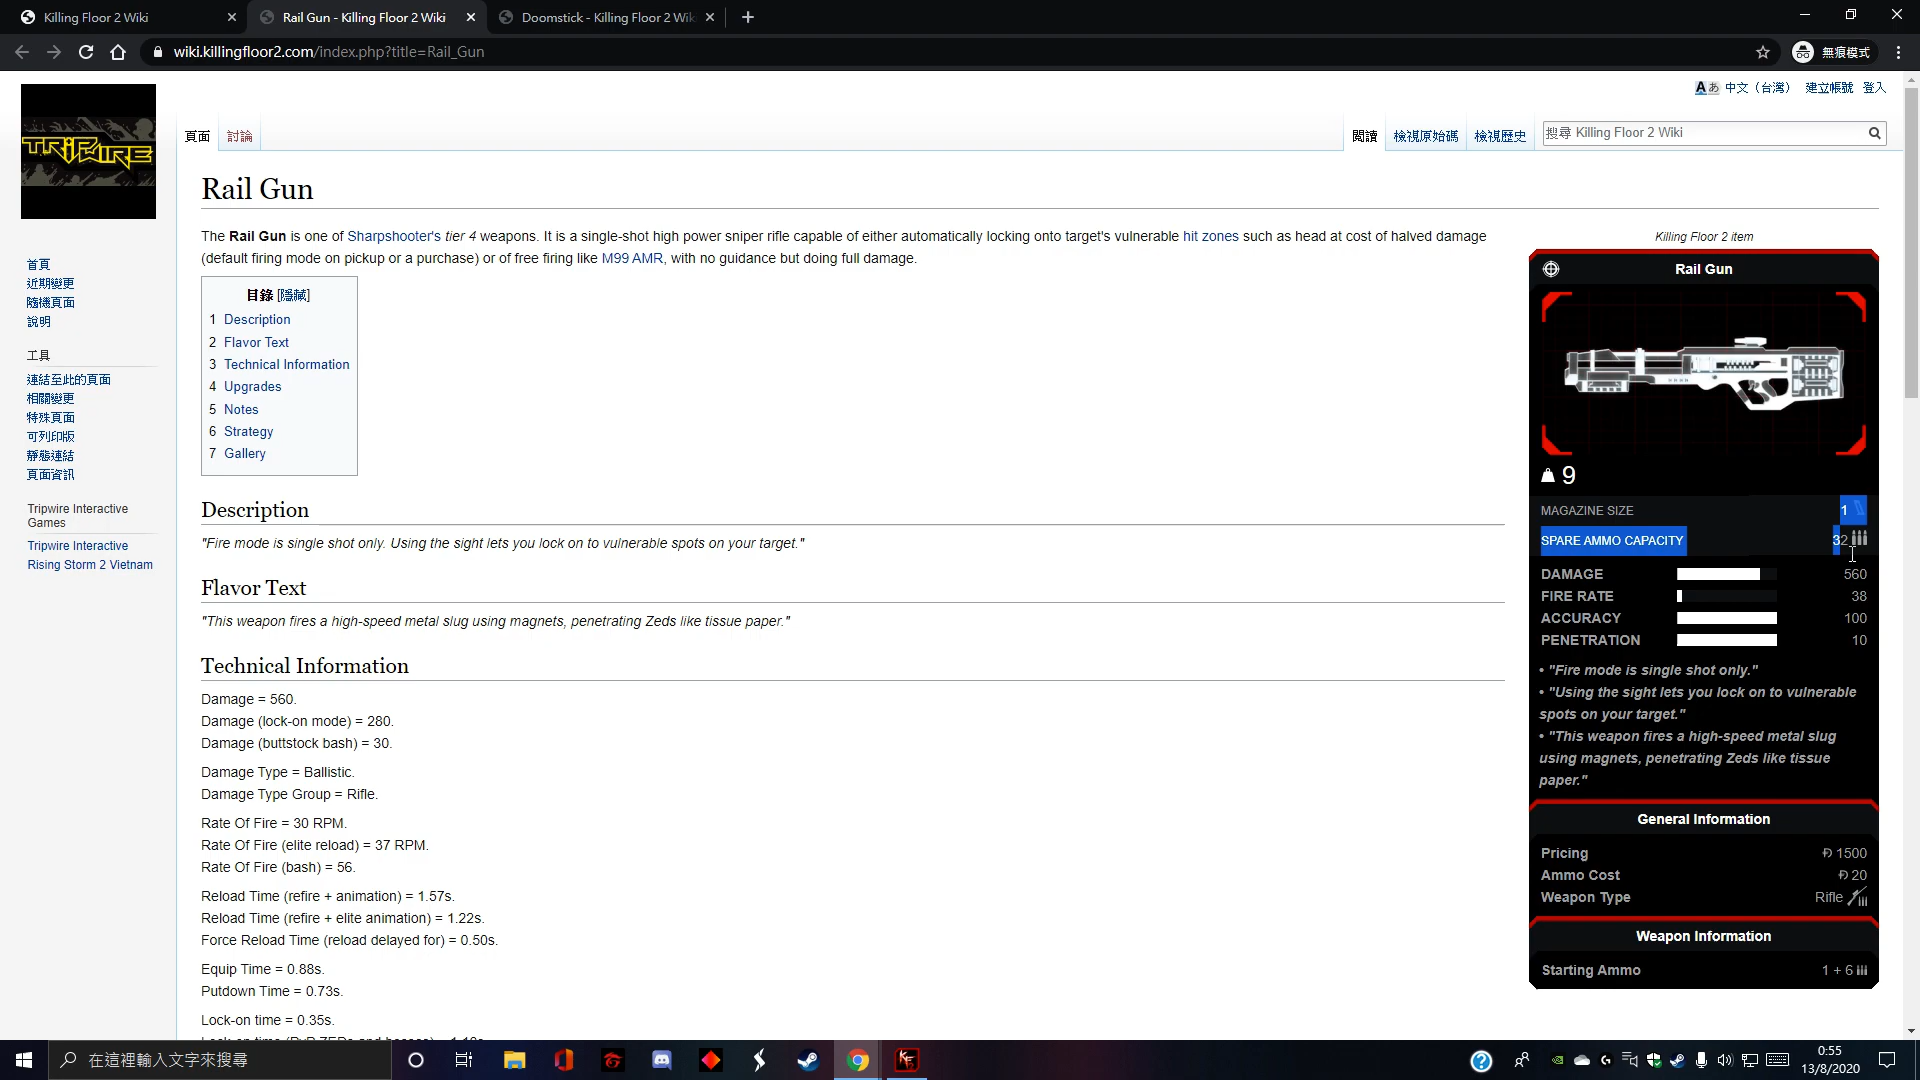 Killing Floor 2 Wiki
Rail Gun - Killing Floor 2 Wiki
Doomstick - Killing Floor 2 Wik
wiki.killingfloor2.com/index.php?title=Rail_Gun
無痕模式
TRIPWIRE
中文（台灣）
建立帳號
登入
頁面
討論
閱讀
檢視原始碼
檢視歷史
搜尋 Killing Floor 2 Wiki
首頁
近期變更
隨機頁面
說明
工具
連結至此的頁面
相關變更
特殊頁面
可列印版
靜態連結
頁面資訊
Tripwire Interactive
Games
Tripwire Interactive
Rising Storm 2 Vietnam
Rail Gun
The Rail Gun is one of Sharpshooter's tier 4 weapons. It is a single-shot high power sniper rifle capable of either automatically locking onto target's vulnerable hit zones such as head at cost of halved damage
(default firing mode on pickup or a purchase) or of free firing like M99 AMR, with no guidance but doing full damage.
目錄 [隱藏]
1 Description
2 Flavor Text
3 Technical Information
4 Upgrades
5 Notes
6 Strategy
7 Gallery
Description
"Fire mode is single shot only. Using the sight lets you lock on to vulnerable spots on your target."
Flavor Text
"This weapon fires a high-speed metal slug using magnets, penetrating Zeds like tissue paper."
Technical Information
Damage = 560.
Damage (lock-on mode) = 280.
Damage (buttstock bash) = 30.
Damage Type = Ballistic.
Damage Type Group = Rifle.
Rate Of Fire = 30 RPM.
Rate Of Fire (elite reload) = 37 RPM.
Rate Of Fire (bash) = 56.
Reload Time (refire + animation) = 1.57s.
Reload Time (refire + elite animation) = 1.22s.
Force Reload Time (reload delayed for) = 0.50s.
Equip Time = 0.88s.
Putdown Time = 0.73s.
Lock-on time = 0.35s.
Killing Floor 2 item
Rail Gun
9
MAGAZINE SIZE 1
SPARE AMMO CAPACITY 32
DAMAGE 560
FIRE RATE 38
ACCURACY 100
PENETRATION 10
• "Fire mode is single shot only."
• "Using the sight lets you lock on to vulnerable
spots on your target."
• "This weapon fires a high-speed metal slug
using magnets, penetrating Zeds like tissue
paper."
General Information
Pricing 1500
Ammo Cost 20
Weapon Type Rifle
Weapon Information
Starting Ammo 1 + 6
在這裡輸入文字來搜尋
0:55
13/8/2020